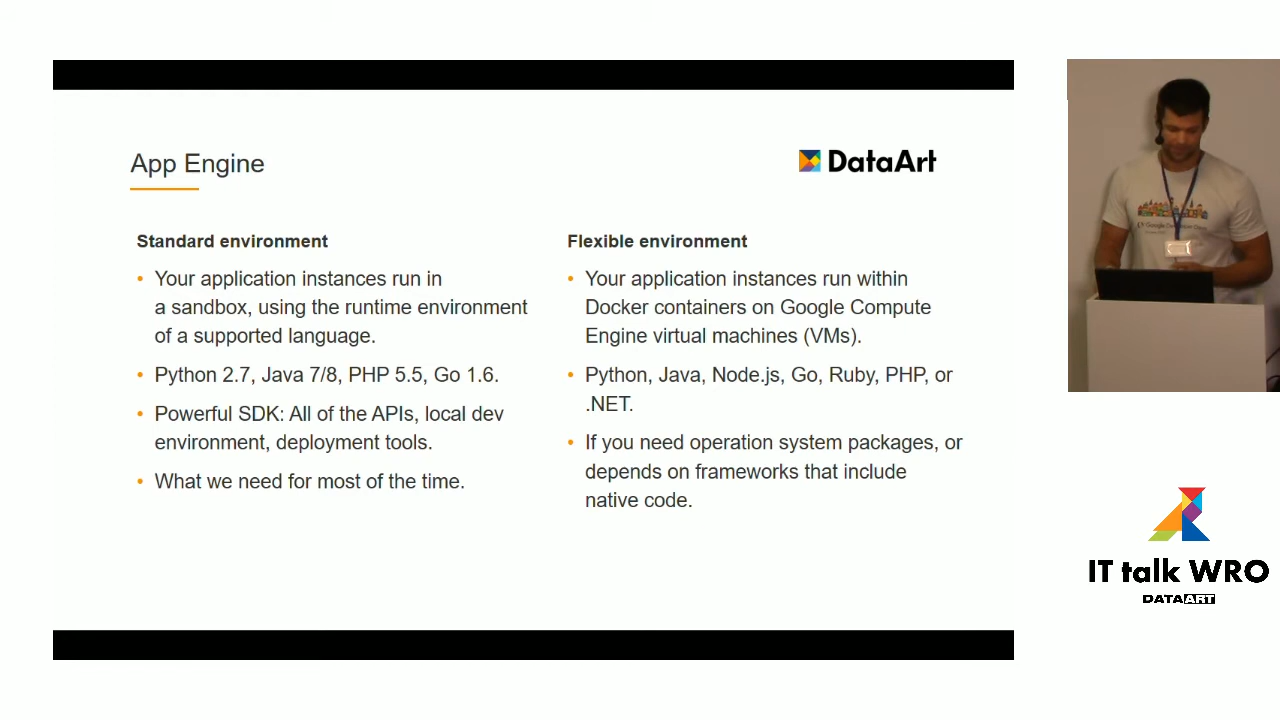 App Engine
DataArt
Standard environment
• Your application instances run in
a sandbox, using the runtime environment
of a supported language.
• Python 2.7, Java 7/8, PHP 5.5, Go 1.6.
• Powerful SDK: All of the APIs, local dev
environment, deployment tools.
• What we need for most of the time.
Flexible environment
• Your application instances run within
Docker containers on Google Compute
Engine virtual machines (VMs).
• Python, Java, Node.js, Go, Ruby, PHP, or
.NET.
• If you need operation system packages, or
depends on frameworks that include
native code.
Google
IT talk WRO
DATAART